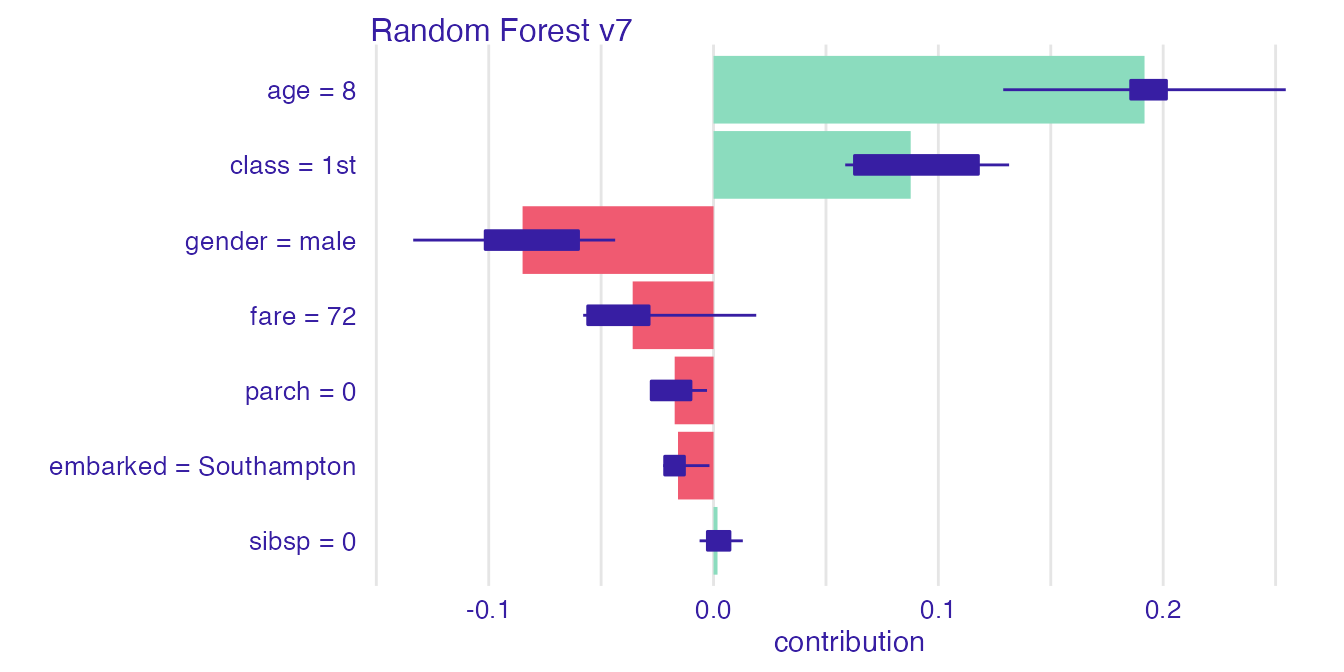 Random Forest v7
age = 8
class = 1st
gender = male
fare = 72
parch = 0
embarked = Southampton
sibsp = 0
-0.1 0.0 0.1 0.2
contribution